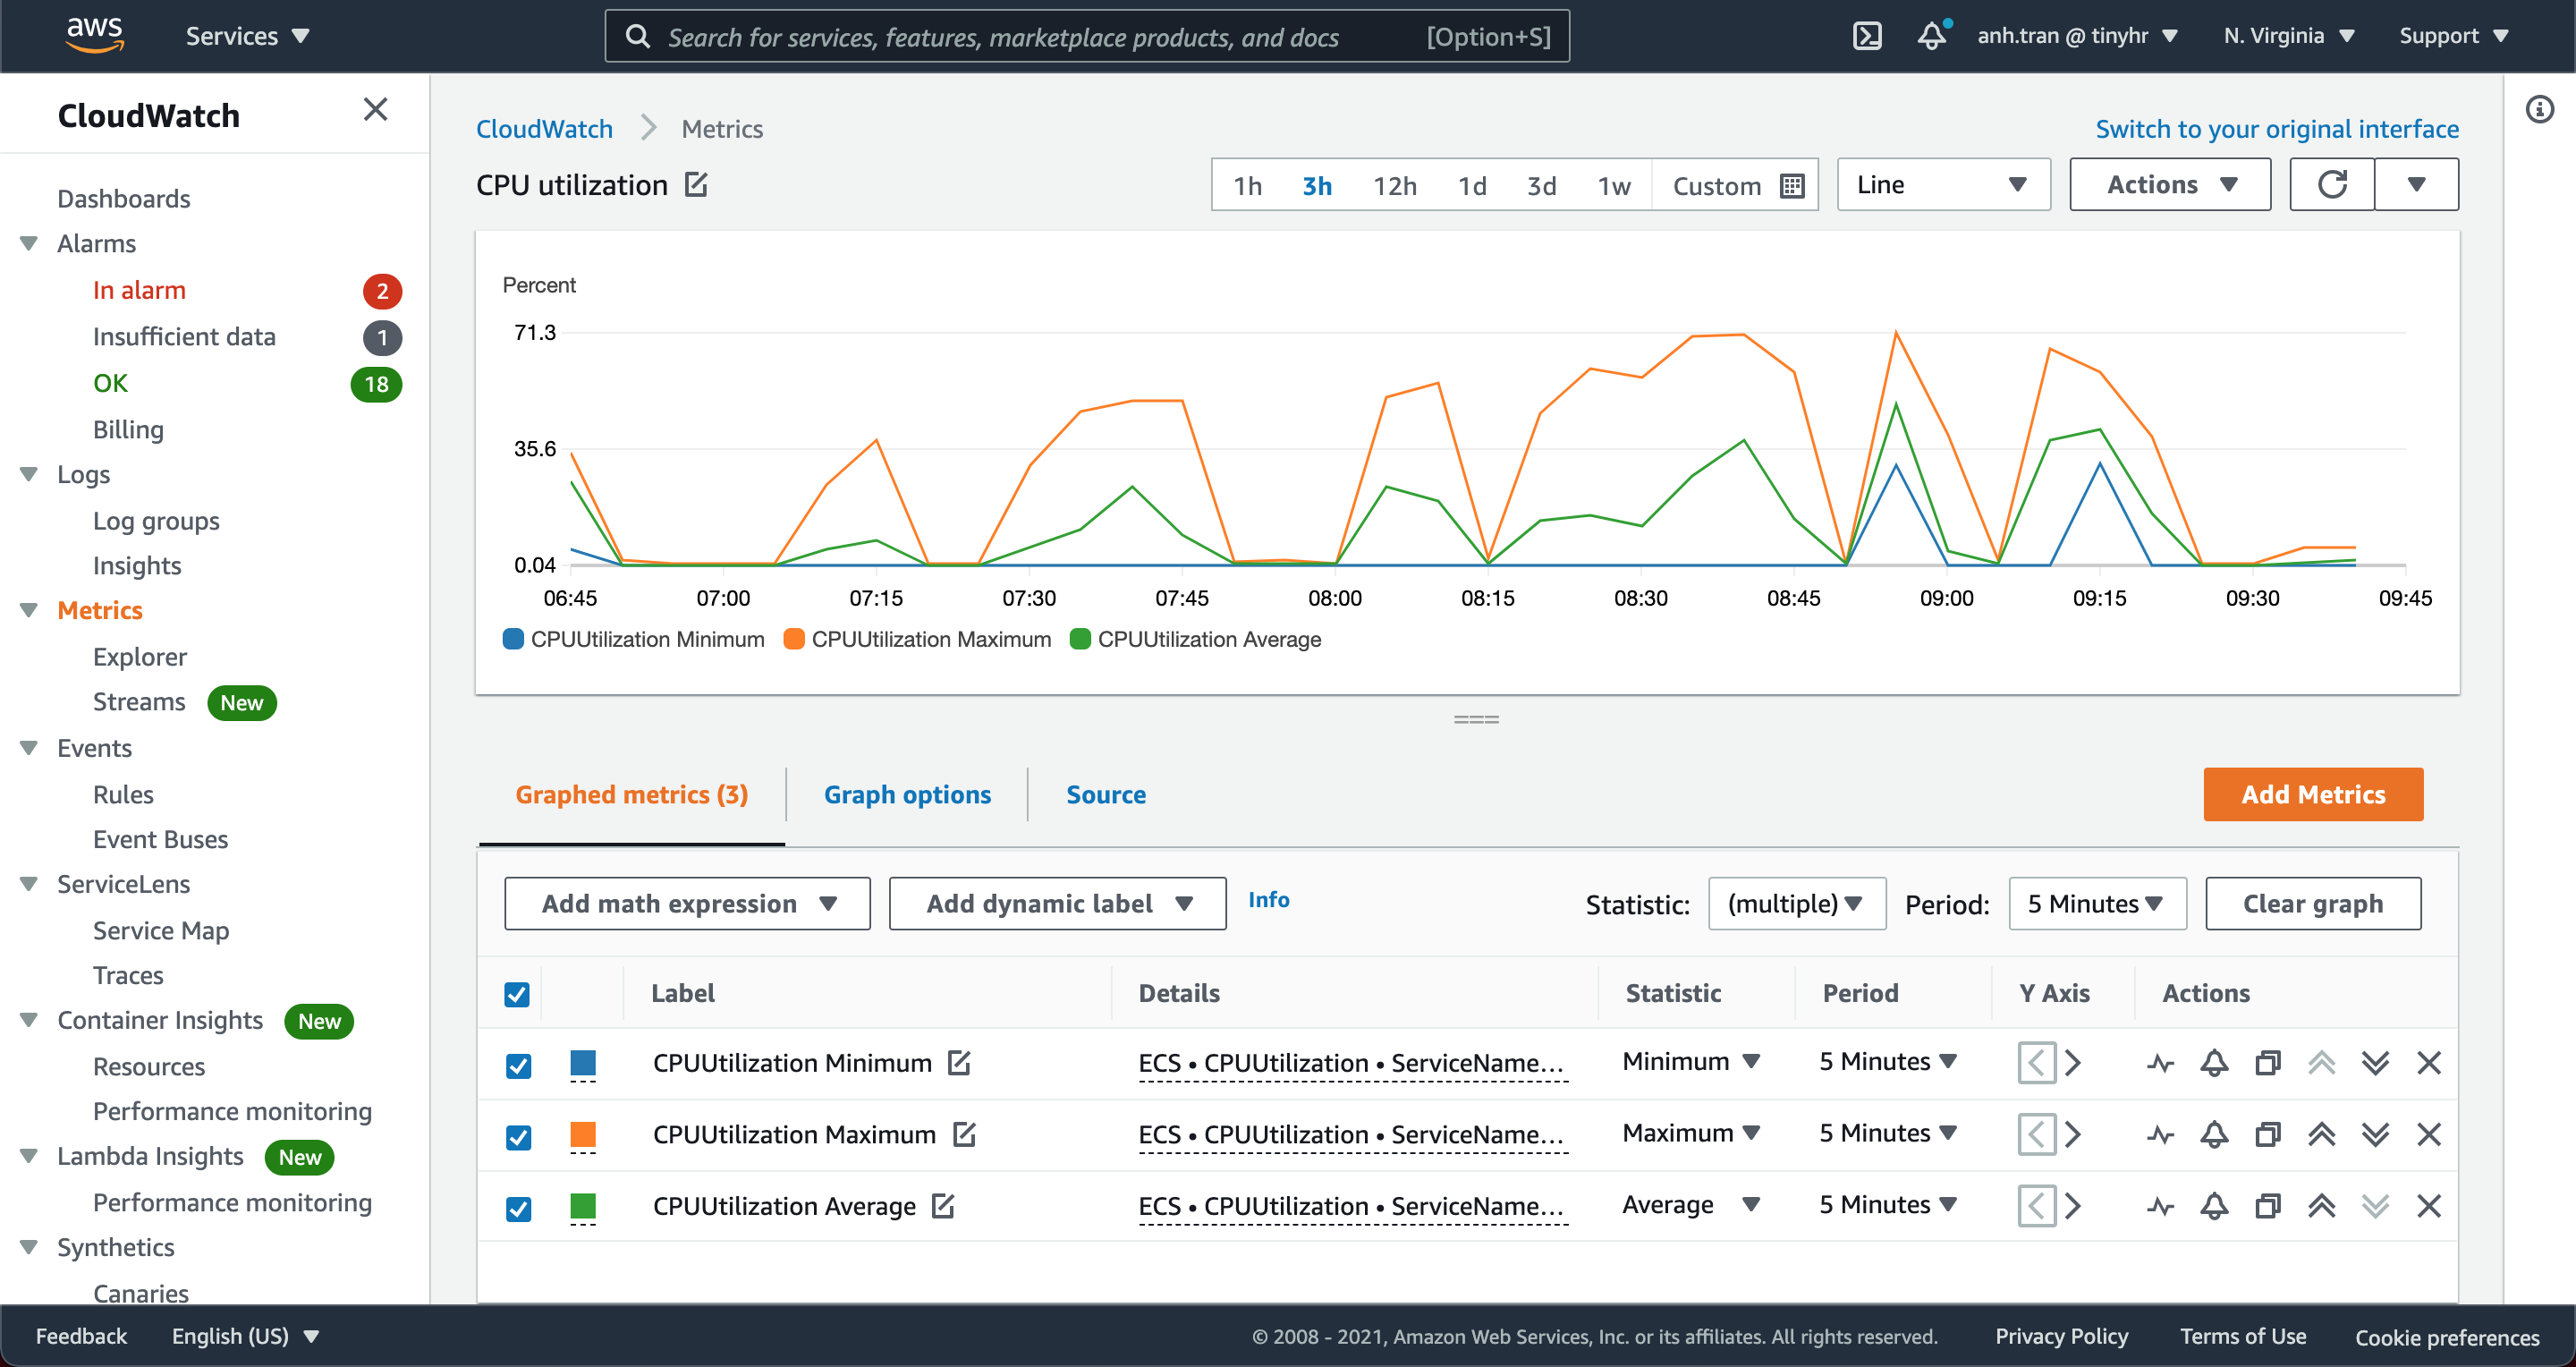 aws Services Search for services, features, marketplace products, and docs [Option+S] anh.tran @ tinyhr N. Virginia Support
CloudWatch
Dashboards
Alarms
In alarm 2
Insufficient data 1
OK 18
Billing
Logs
Log groups
Insights
Metrics
Explorer
Streams New
Events
Rules
Event Buses
ServiceLens
Service Map
Traces
Container Insights New
Resources
Performance monitoring
Lambda Insights New
Performance monitoring
Synthetics
Canaries
CloudWatch Metrics Switch to your original interface
CPU utilization 1h 3h 12h 1d 3d 1w Custom Line Actions
Percent
71.3
35.6
0.04
06:45 07:00 07:15 07:30 07:45 08:00 08:15 08:30 08:45 09:00 09:15 09:30 09:45
CPUUtilization Minimum CPUUtilization Maximum CPUUtilization Average
Graphed metrics (3) Graph options Source Add Metrics
Add math expression Add dynamic label Info Statistic: (multiple) Period: 5 Minutes Clear graph
Label Details Statistic Period Y Axis Actions
CPUUtilization Minimum ECS • CPUUtilization • ServiceName... Minimum 5 Minutes
CPUUtilization Maximum ECS • CPUUtilization • ServiceName... Maximum 5 Minutes
CPUUtilization Average ECS • CPUUtilization • ServiceName... Average 5 Minutes
Feedback English (US) © 2008 - 2021, Amazon Web Services, Inc. or its affiliates. All rights reserved. Privacy Policy Terms of Use Cookie preferences